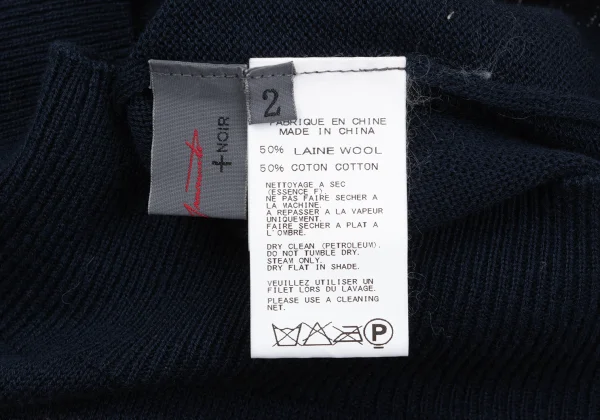 +NOIR
2
FABRIQUE EN CHINE
MADE IN CHINA
50% LAINE WOOL
50% COTON COTTON
NETTOYAGE A SEC
(ESSENCE F).
NE PAS FAIRE SECHER A
LA MACHINE.
A REPASSER A LA VAPEUR
UNIQUEMENT.
FAIRE SECHER A PLAT A
L'OMBRE.
DRY CLEAN (PETROLEUM).
DO NOT TUMBLE DRY.
STEAM ONLY.
DRY FLAT IN SHADE.
VEUILLEZ UTILISER UN
FILET LORS DU LAVAGE.
PLEASE USE A CLEANING
NET.
P